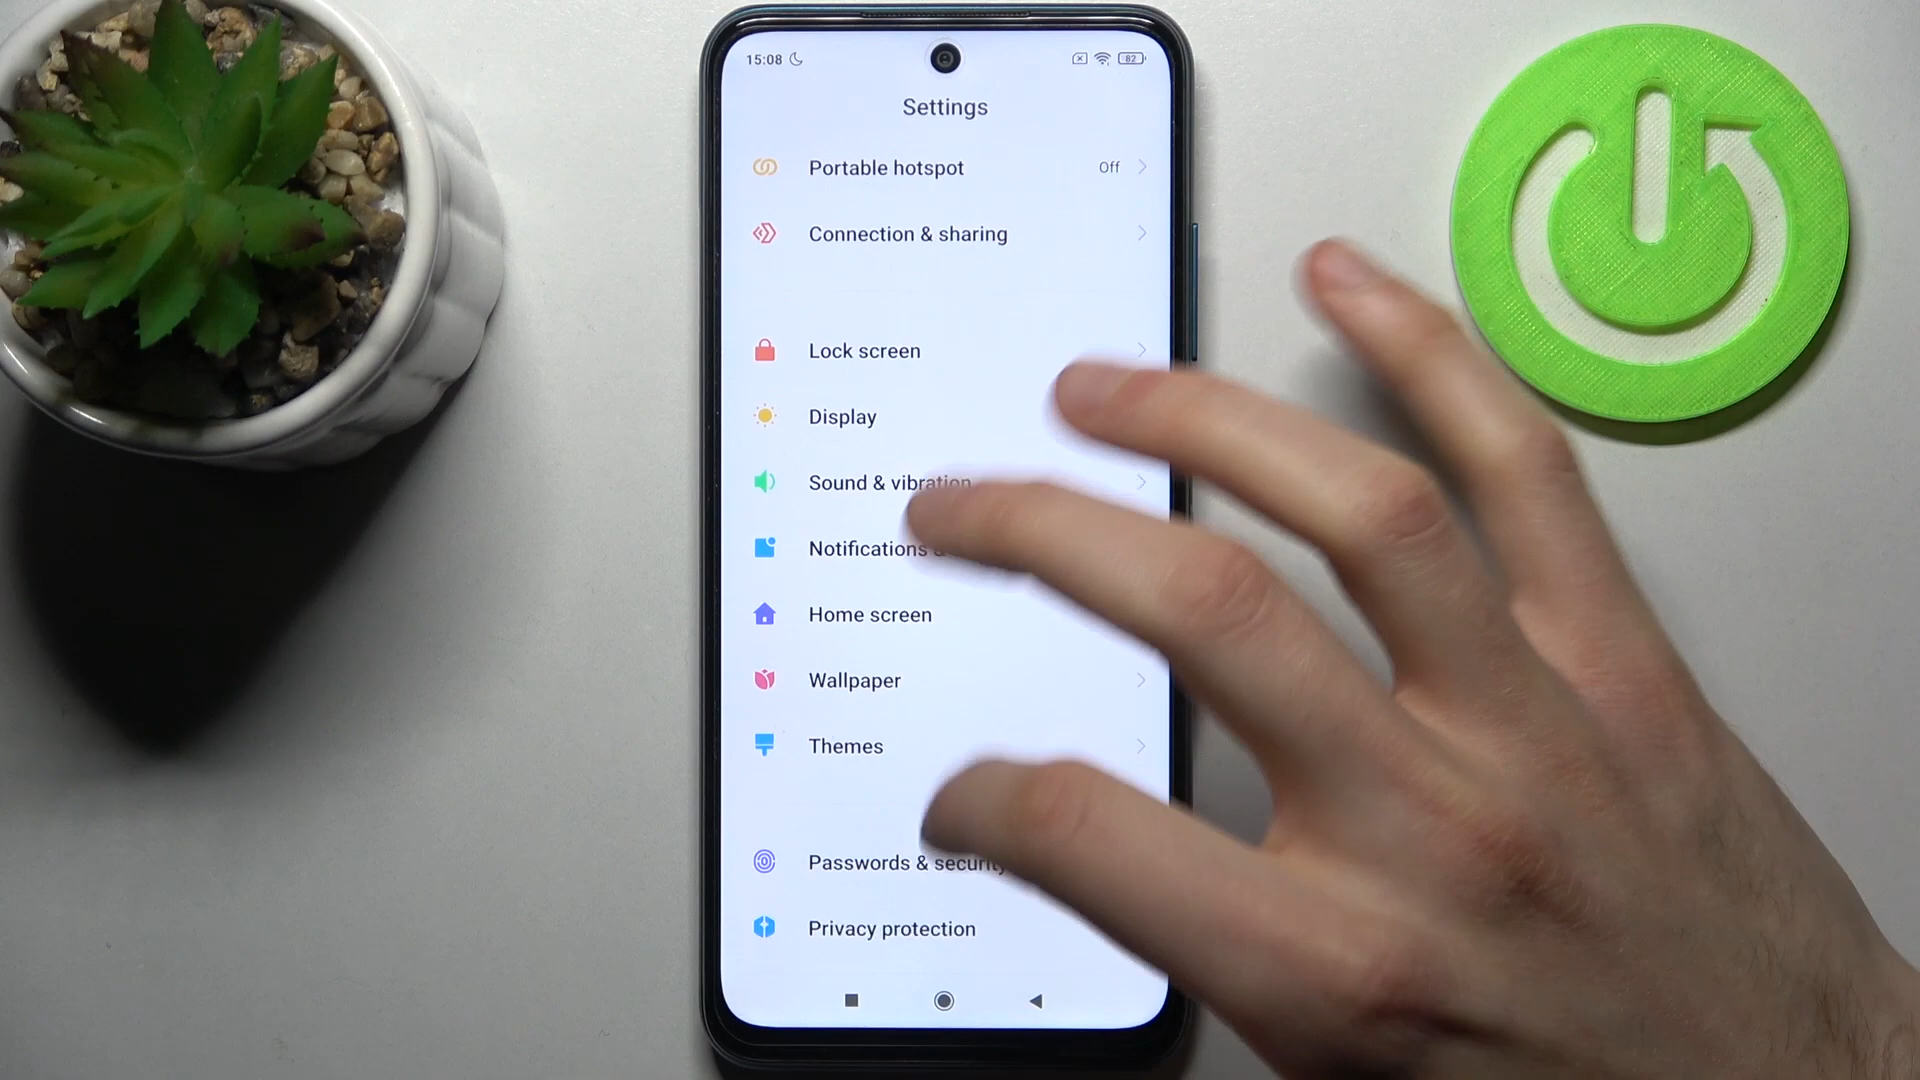 15:08
82
Settings
Portable hotspot Off
Connection & sharing
Lock screen
Display
Sound & vibration
Notifications &
Home screen
Wallpaper
Themes
Passwords & security
Privacy protection